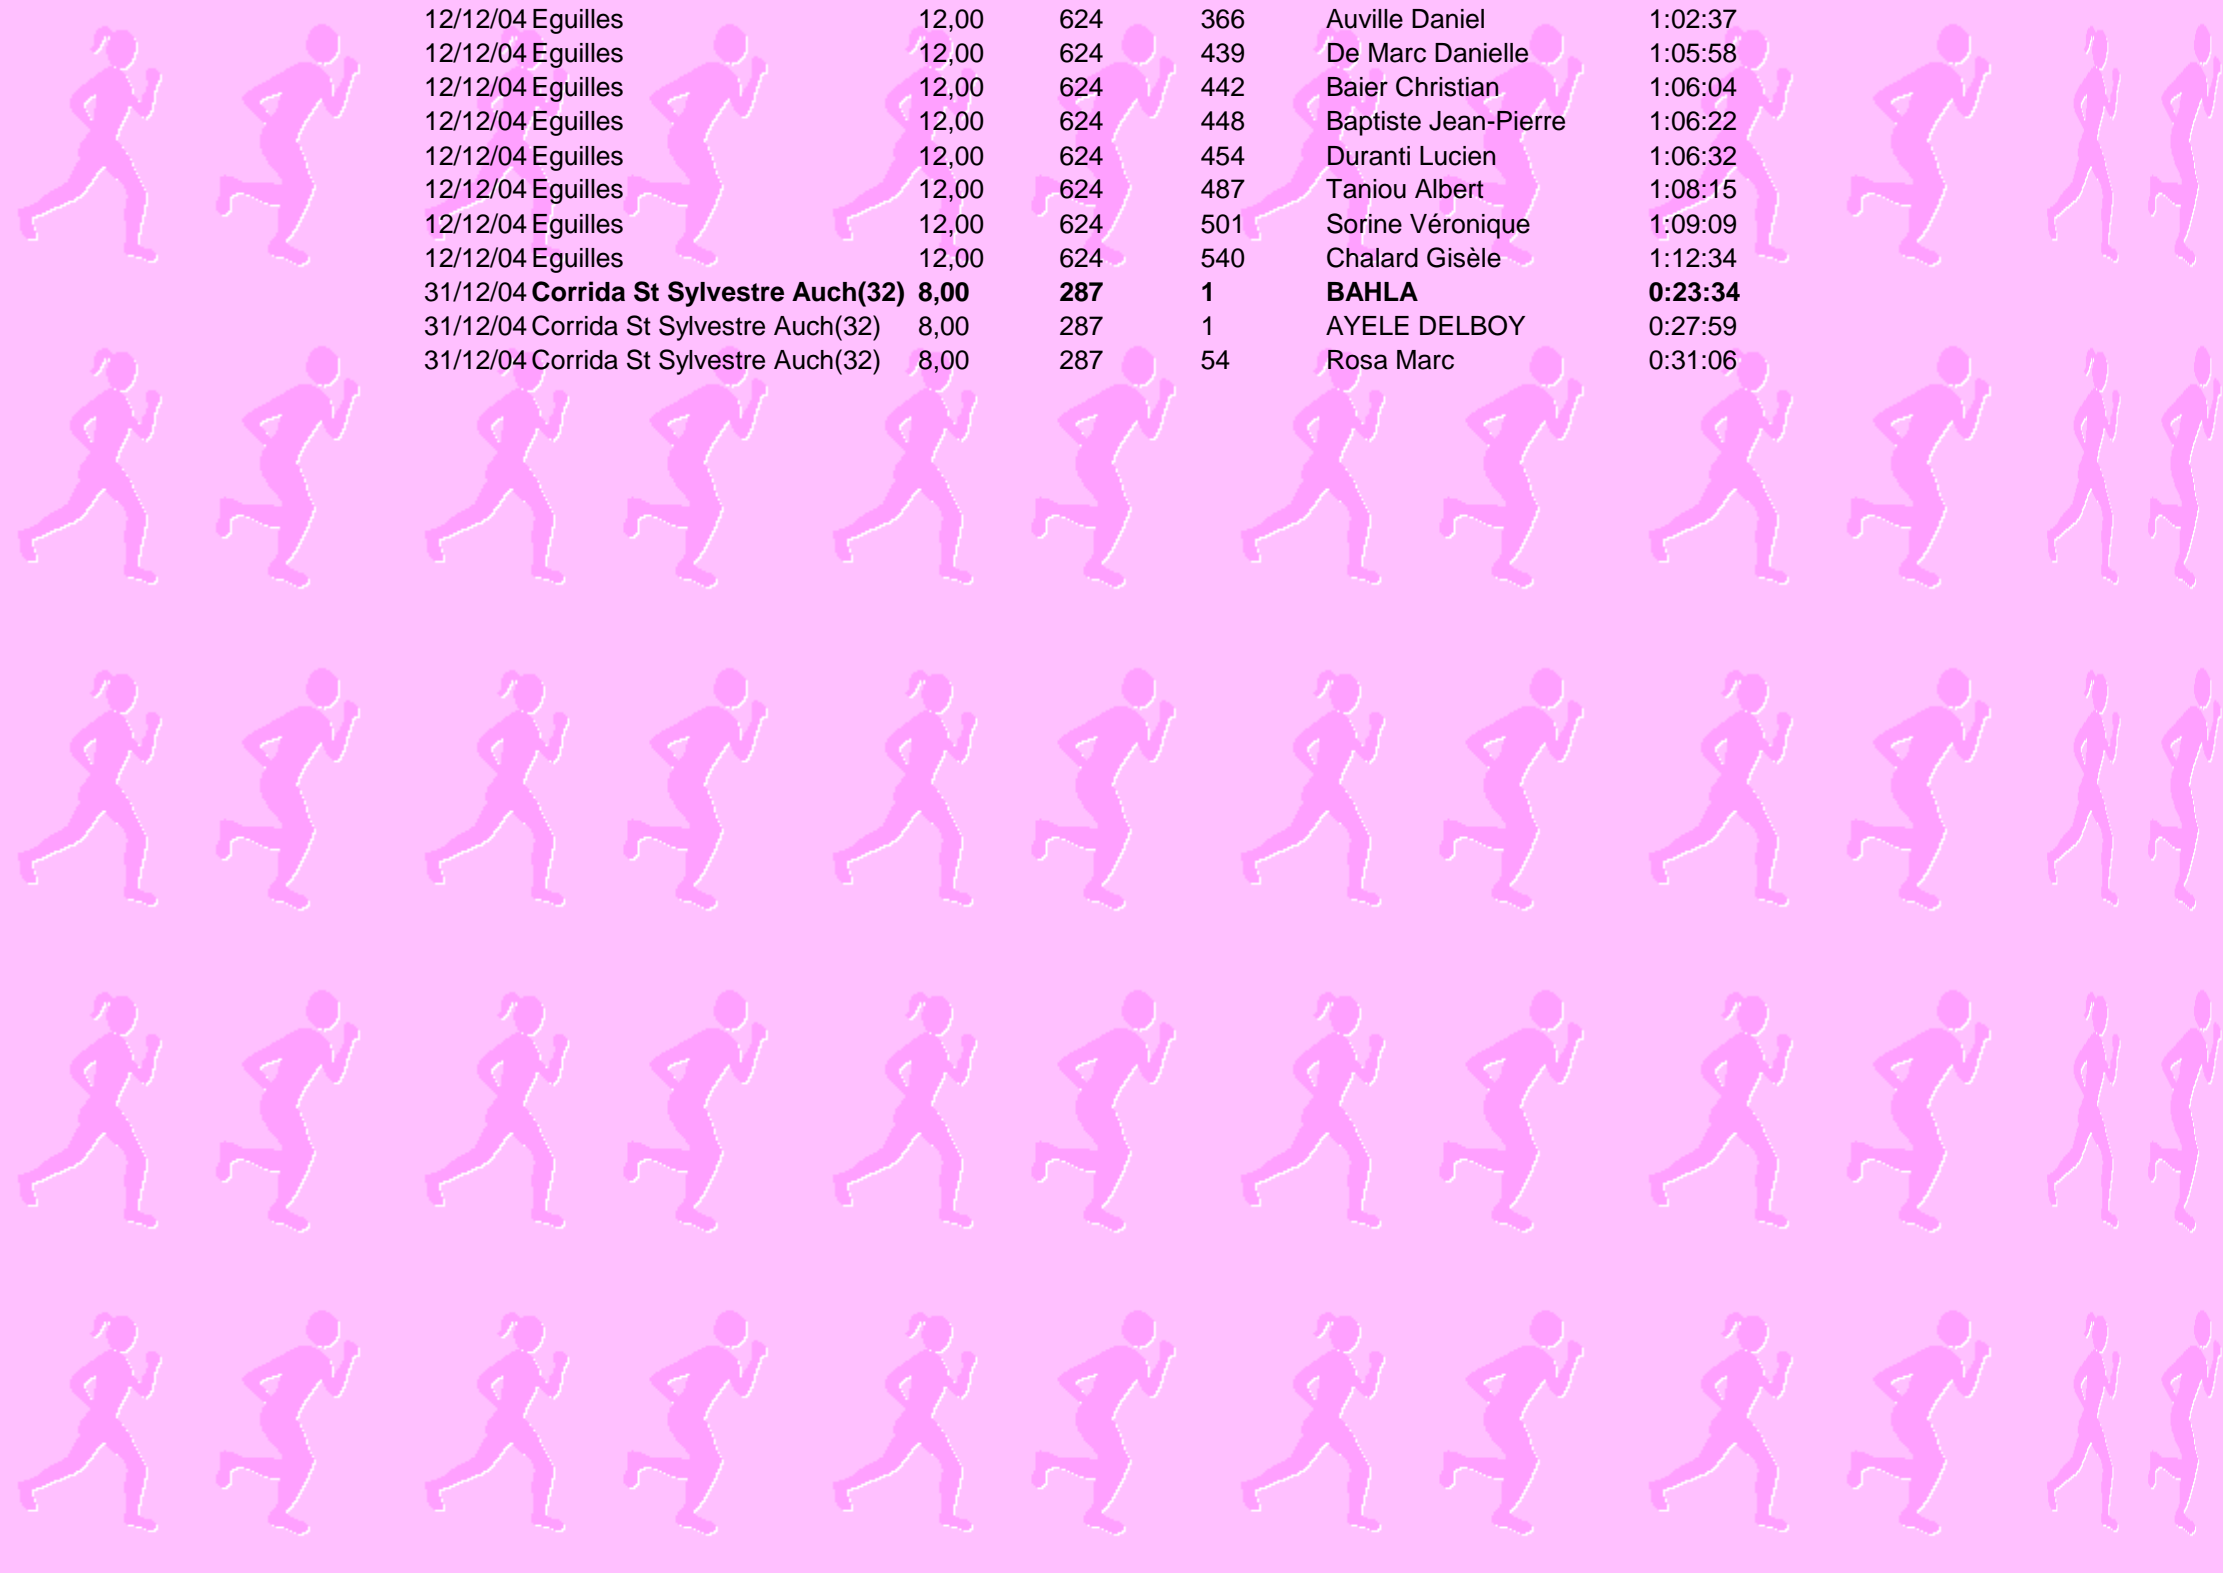 12/12/04 Eguilles 12,00 624 366 Auville Daniel 1:02:37
12/12/04 Eguilles 12,00 624 439 De Marc Danielle 1:05:58
12/12/04 Eguilles 12,00 624 442 Baier Christian 1:06:04
12/12/04 Eguilles 12,00 624 448 Baptiste Jean-Pierre 1:06:22
12/12/04 Eguilles 12,00 624 454 Duranti Lucien 1:06:32
12/12/04 Eguilles 12,00 624 487 Taniou Albert 1:08:15
12/12/04 Eguilles 12,00 624 501 Sorine Véronique 1:09:09
12/12/04 Eguilles 12,00 624 540 Chalard Gisèle 1:12:34
31/12/04 Corrida St Sylvestre Auch(32) 8,00 287 1 BAHLA 0:23:34
31/12/04 Corrida St Sylvestre Auch(32) 8,00 287 1 AYELE DELBOY 0:27:59
31/12/04 Corrida St Sylvestre Auch(32) 8,00 287 54 Rosa Marc 0:31:06